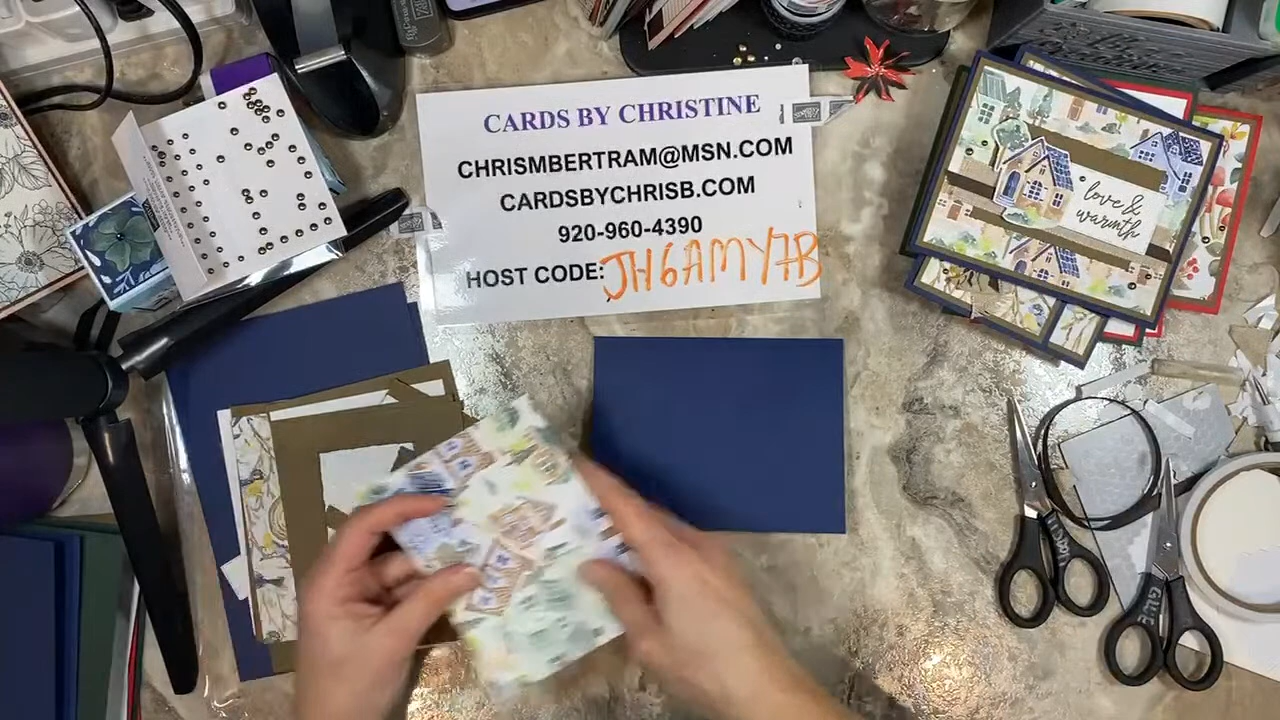 CARDS BY CHRISTINE
CHRISMBERTRAM@MSN.COM
CARDSBYCHRISB.COM
920-960-4390
HOST CODE: JH6AMY7B
love &
warmth